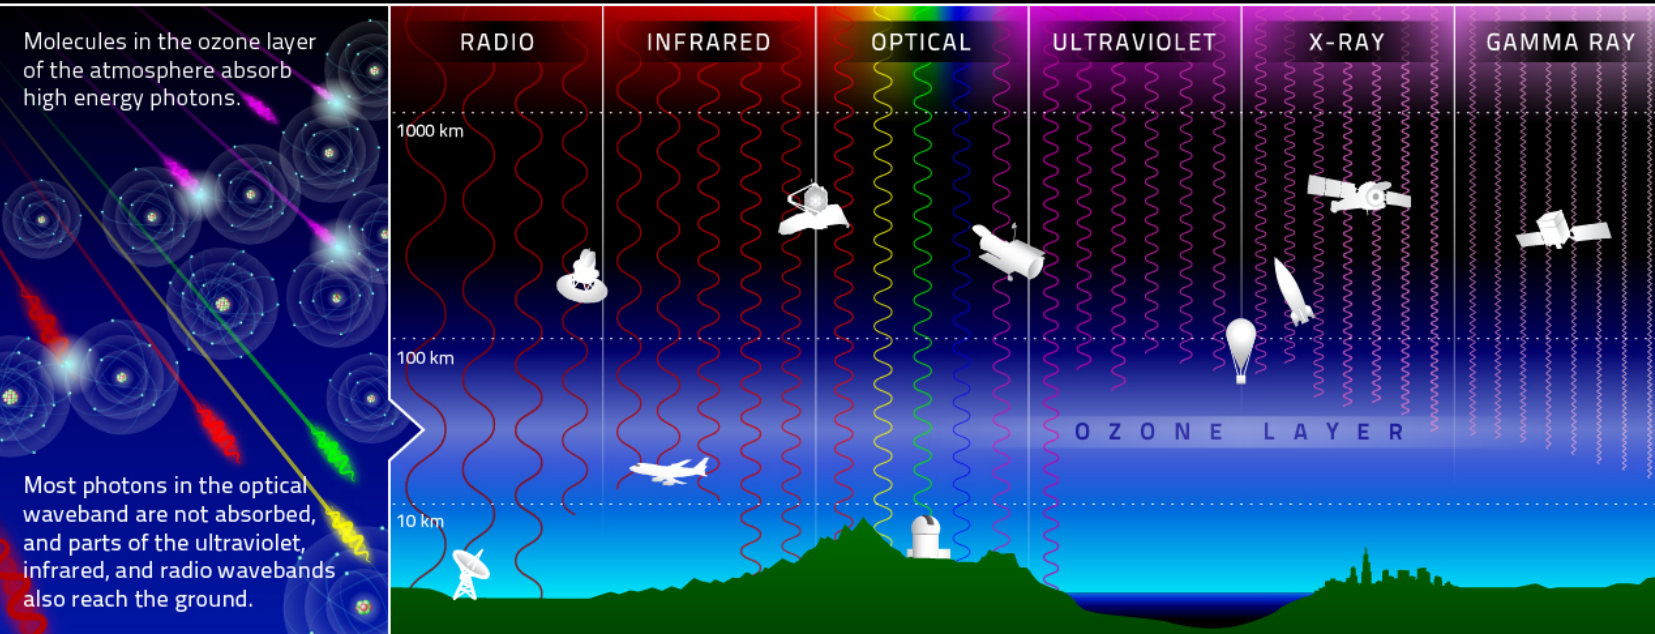 Molecules in the ozone layer
of the atmosphere absorb
high energy photons.
Most photons in the optical
waveband are not absorbed,
and parts of the ultraviolet,
infrared, and radio wavebands
also reach the ground.
RADIO
INFRARED
OPTICAL
ULTRAVIOLET
X-RAY
GAMMA RAY
1000 km
100 km
OZONE LAYER
10 km